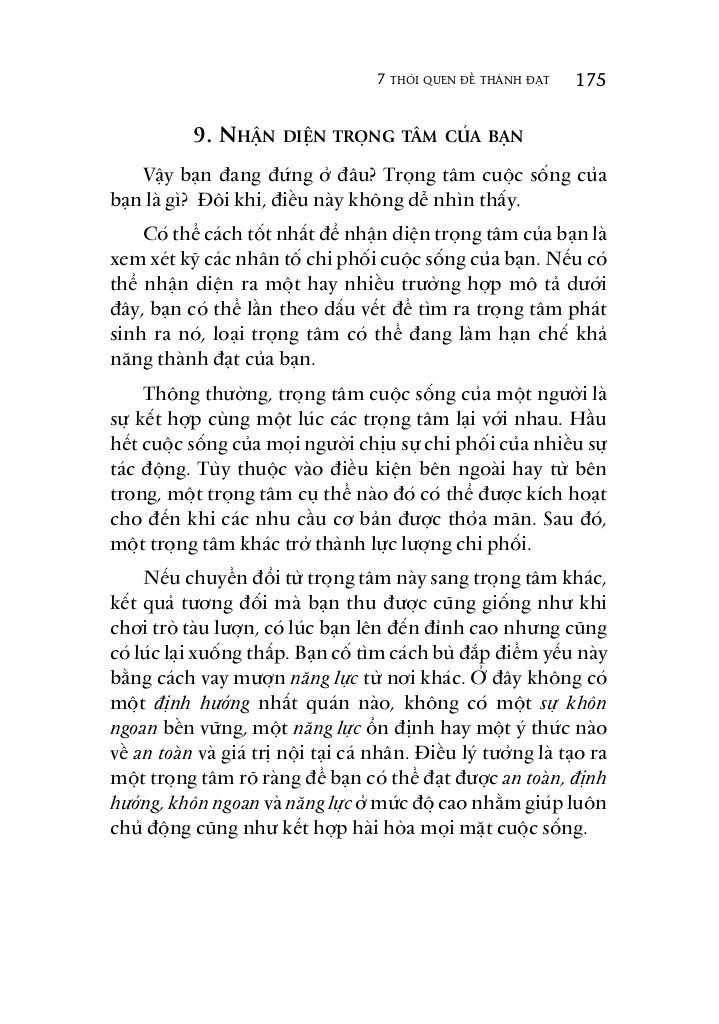 7 THÓI QUEN ĐỂ THÀNH ĐẠT 175
9. NHẬN DIỆN TRỌNG TÂM CỦA BẠN
Vậy bạn đang đứng ở đâu? Trọng tâm cuộc sống của
bạn là gì? Đôi khi, điều này không dễ nhìn thấy.
Có thể cách tốt nhất để nhận diện trọng tâm của bạn là
xem xét kỹ các nhân tố chi phối cuộc sống của bạn. Nếu có
thể nhận diện ra một hay nhiều trường hợp mô tả dưới
đây, bạn có thể lần theo dấu vết để tìm ra trọng tâm phát
sinh ra nó, loại trọng tâm có thể đang làm hạn chế khả
năng thành đạt của bạn.
Thông thường, trọng tâm cuộc sống của một người là
sự kết hợp cùng một lúc các trọng tâm lại với nhau. Hầu
hết cuộc sống của mọi người chịu sự chi phối của nhiều sự
tác động. Tùy thuộc vào điều kiện bên ngoài hay từ bên
trong, một trọng tâm cụ thể nào đó có thể được kích hoạt
cho đến khi các nhu cầu cơ bản được thỏa mãn. Sau đó,
một trọng tâm khác trở thành lực lượng chi phối.
Nếu chuyển đổi từ trọng tâm này sang trọng tâm khác,
kết quả tương đối mà bạn thu được cũng giống như khi
chơi trò tàu lượn, có lúc bạn lên đến đỉnh cao nhưng cũng
có lúc lại xuống thấp. Bạn cố tìm cách bù đắp điểm yếu này
bằng cách vay mượn năng lực từ nơi khác. Ở đây không có
một định hướng nhất quán nào, không có một sự khôn
ngoan bền vững, một năng lực ổn định hay một ý thức nào
về an toàn và giá trị nội tại cá nhân. Điều lý tưởng là tạo ra
một trọng tâm rõ ràng để bạn có thể đạt được an toàn, định
hướng, khôn ngoan và năng lực ở mức độ cao nhằm giúp luôn
chủ động cũng như kết hợp hài hòa mọi mặt cuộc sống.